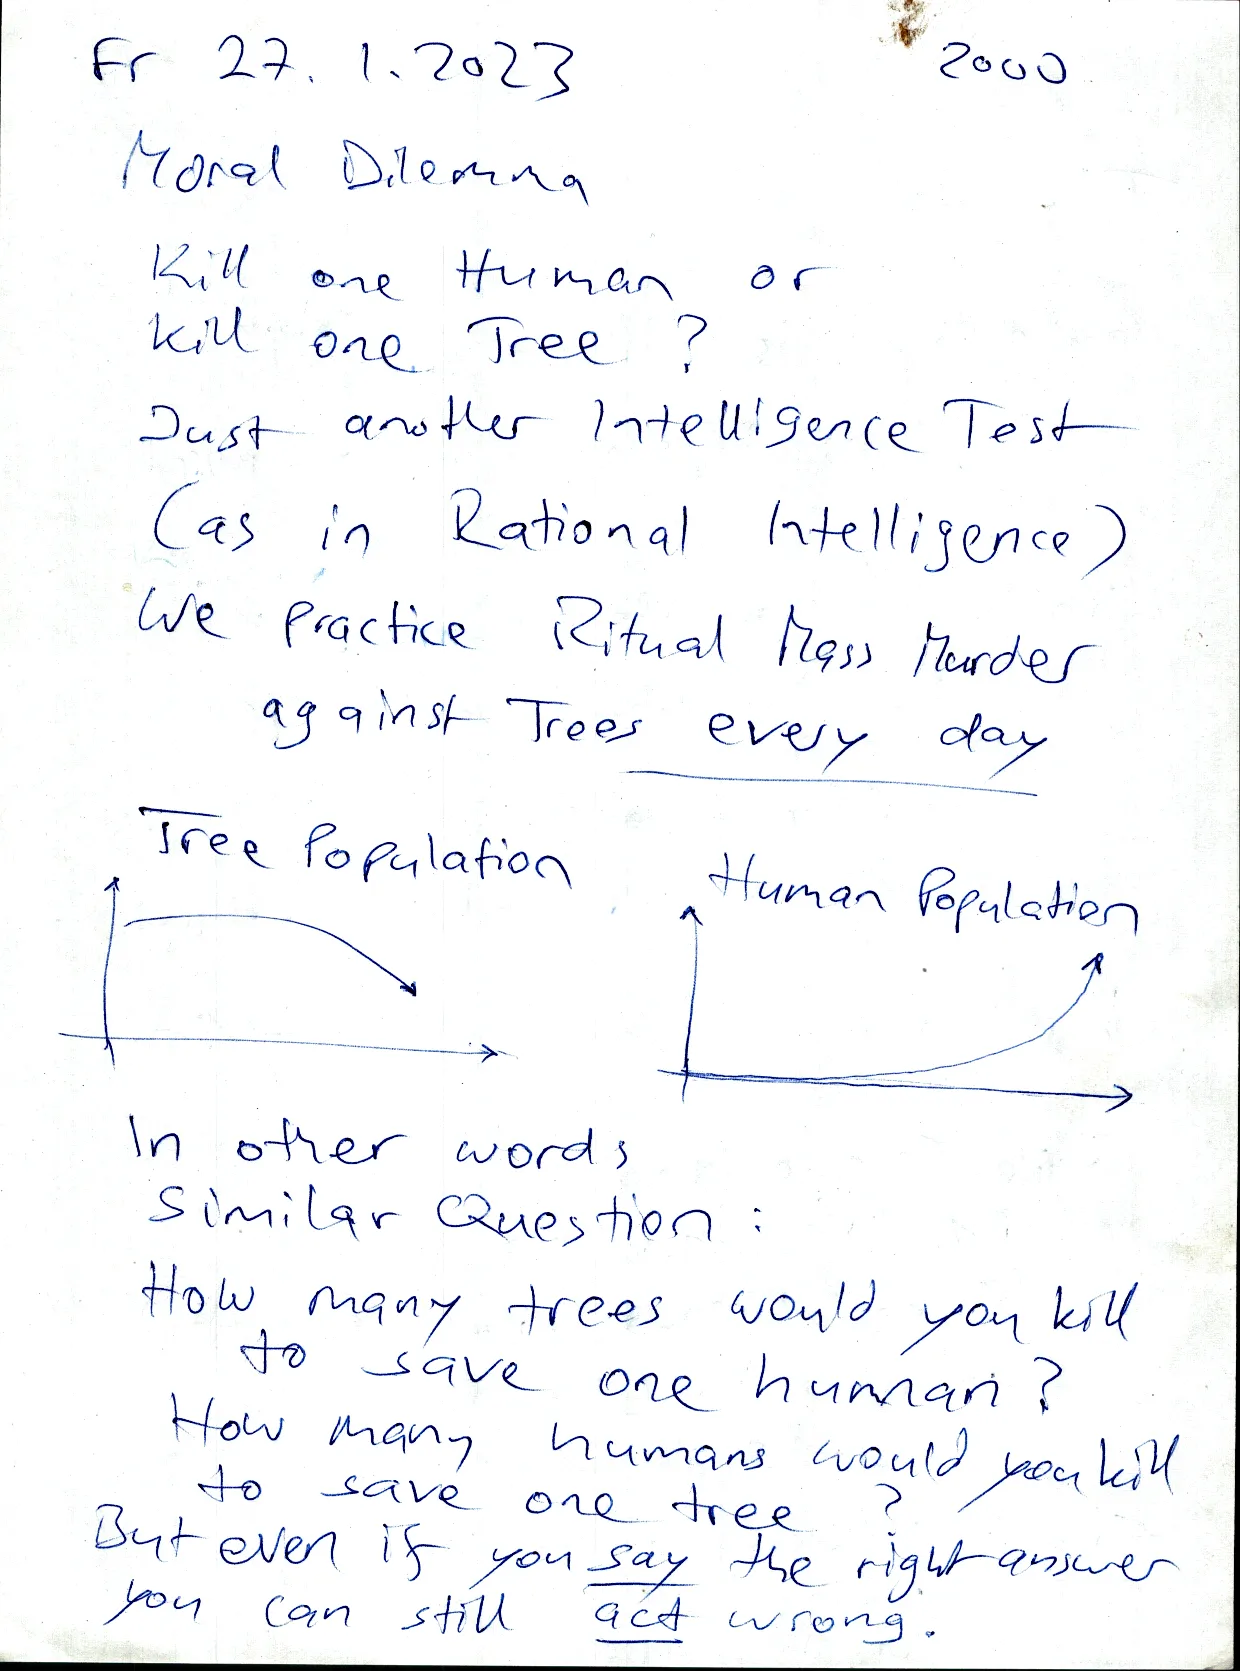 Fr 27. 1. 2023 2000
Moral Dilemma
Kill one Human or
Kill one Tree ?
Just another Intelligence Test
(as in Rational Intelligence)
We practice Ritual Mass Murder
against Trees every day
Tree Population
Human Population
In other words
Similar Question :
How many trees would you kill
to save one human ?
How many humans would you kill
to save one tree ?
But even if you say the right answer
you can still act wrong.